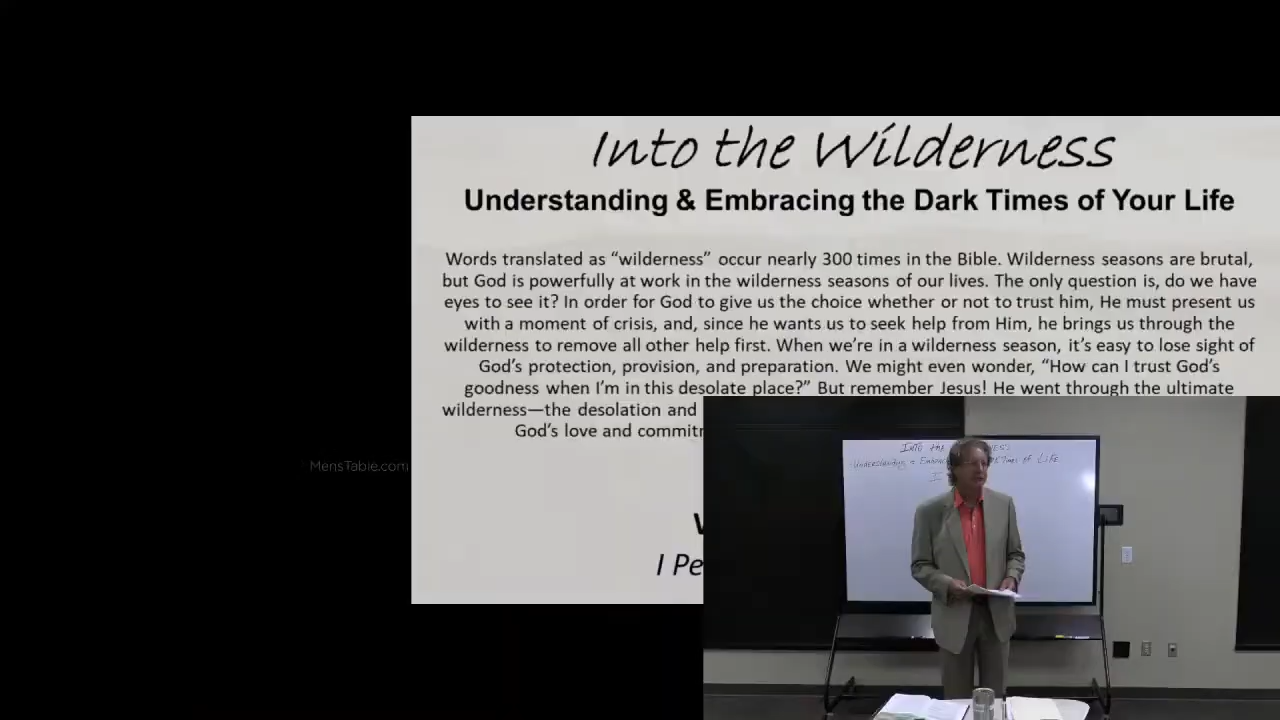 Into the Wilderness
Understanding & Embracing the Dark Times of Your Life
Words translated as “wilderness” occur nearly 300 times in the Bible. Wilderness seasons are brutal,
but God is powerfully at work in the wilderness seasons of our lives. The only question is, do we have
eyes to see it? In order for God to give us the choice whether or not to trust him, He must present us
with a moment of crisis, and, since he wants us to seek help from Him, he brings us through the
wilderness to remove all other help first. When we’re in a wilderness season, it’s easy to lose sight of
God’s protection, provision, and preparation. We might even wonder, “How can I trust God’s
goodness when I’m in this desolate place?” But remember Jesus! He went through the ultimate
wilderness—the desolation and
God’s love and
I Pe
MensTable.com
Into the
Understanding & Times of Life